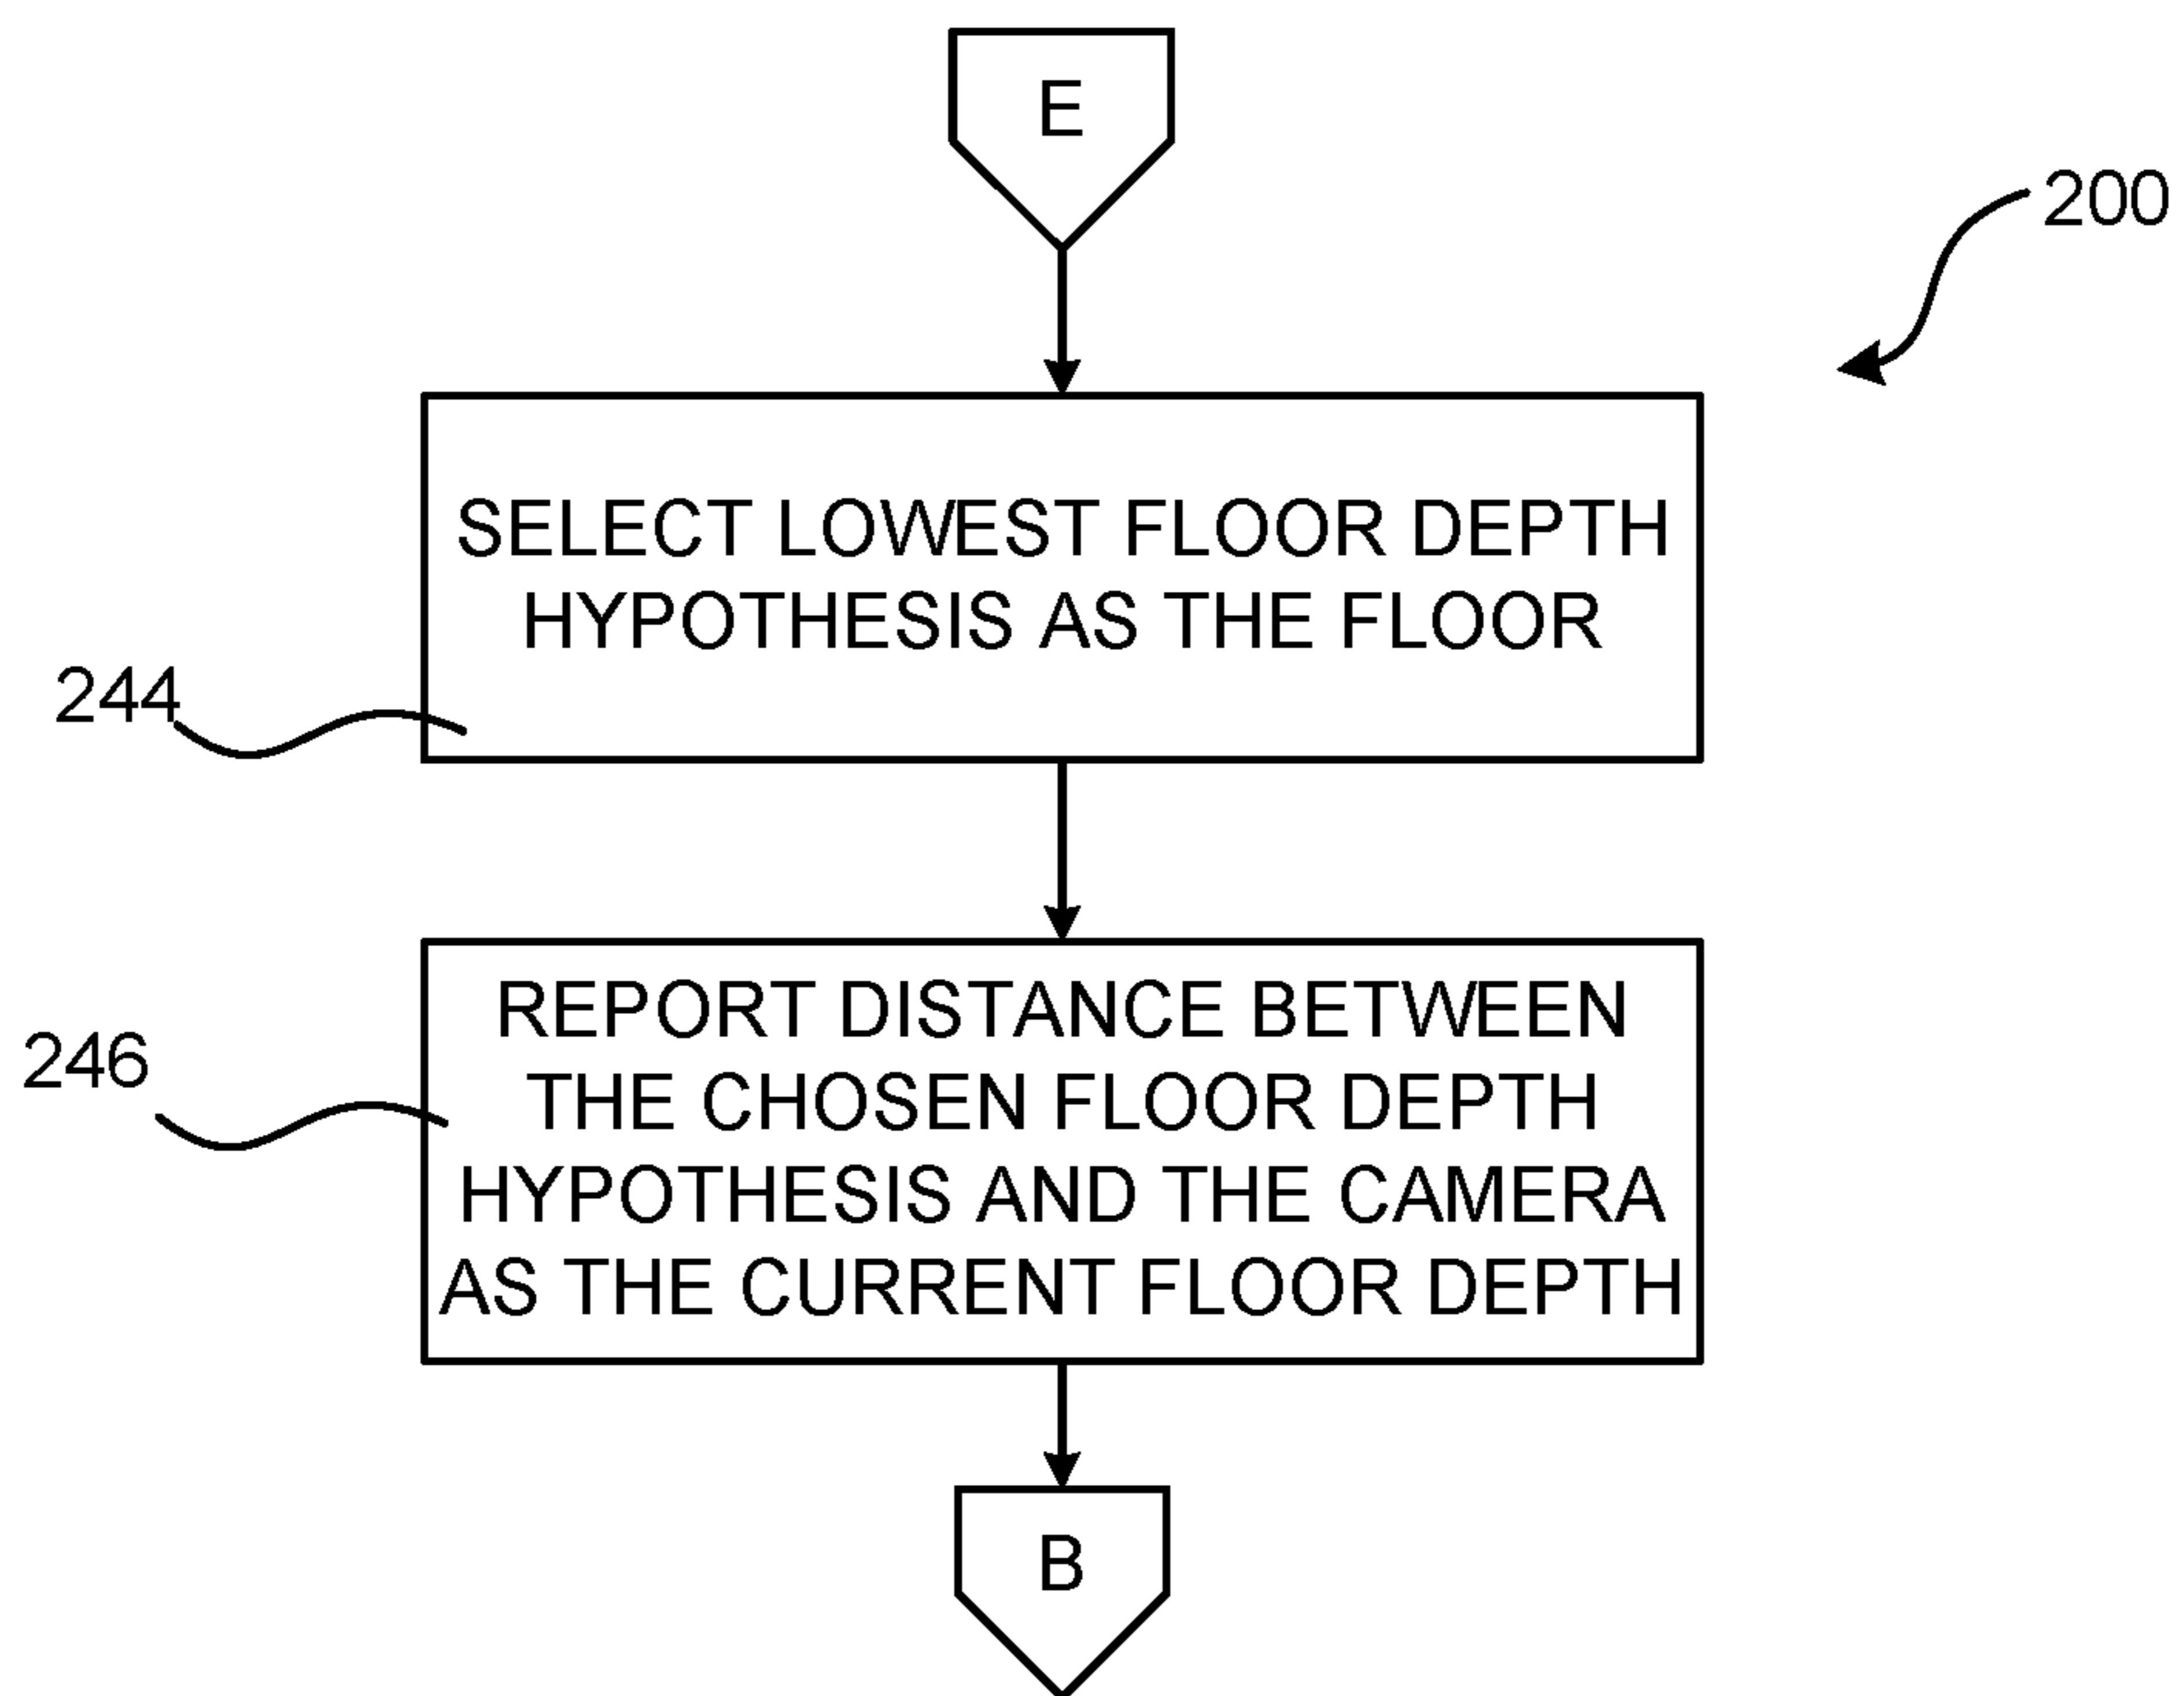 E
200
SELECT LOWEST FLOOR DEPTH
HYPOTHESIS AS THE FLOOR
244
REPORT DISTANCE BETWEEN
THE CHOSEN FLOOR DEPTH
HYPOTHESIS AND THE CAMERA
AS THE CURRENT FLOOR DEPTH
246
B